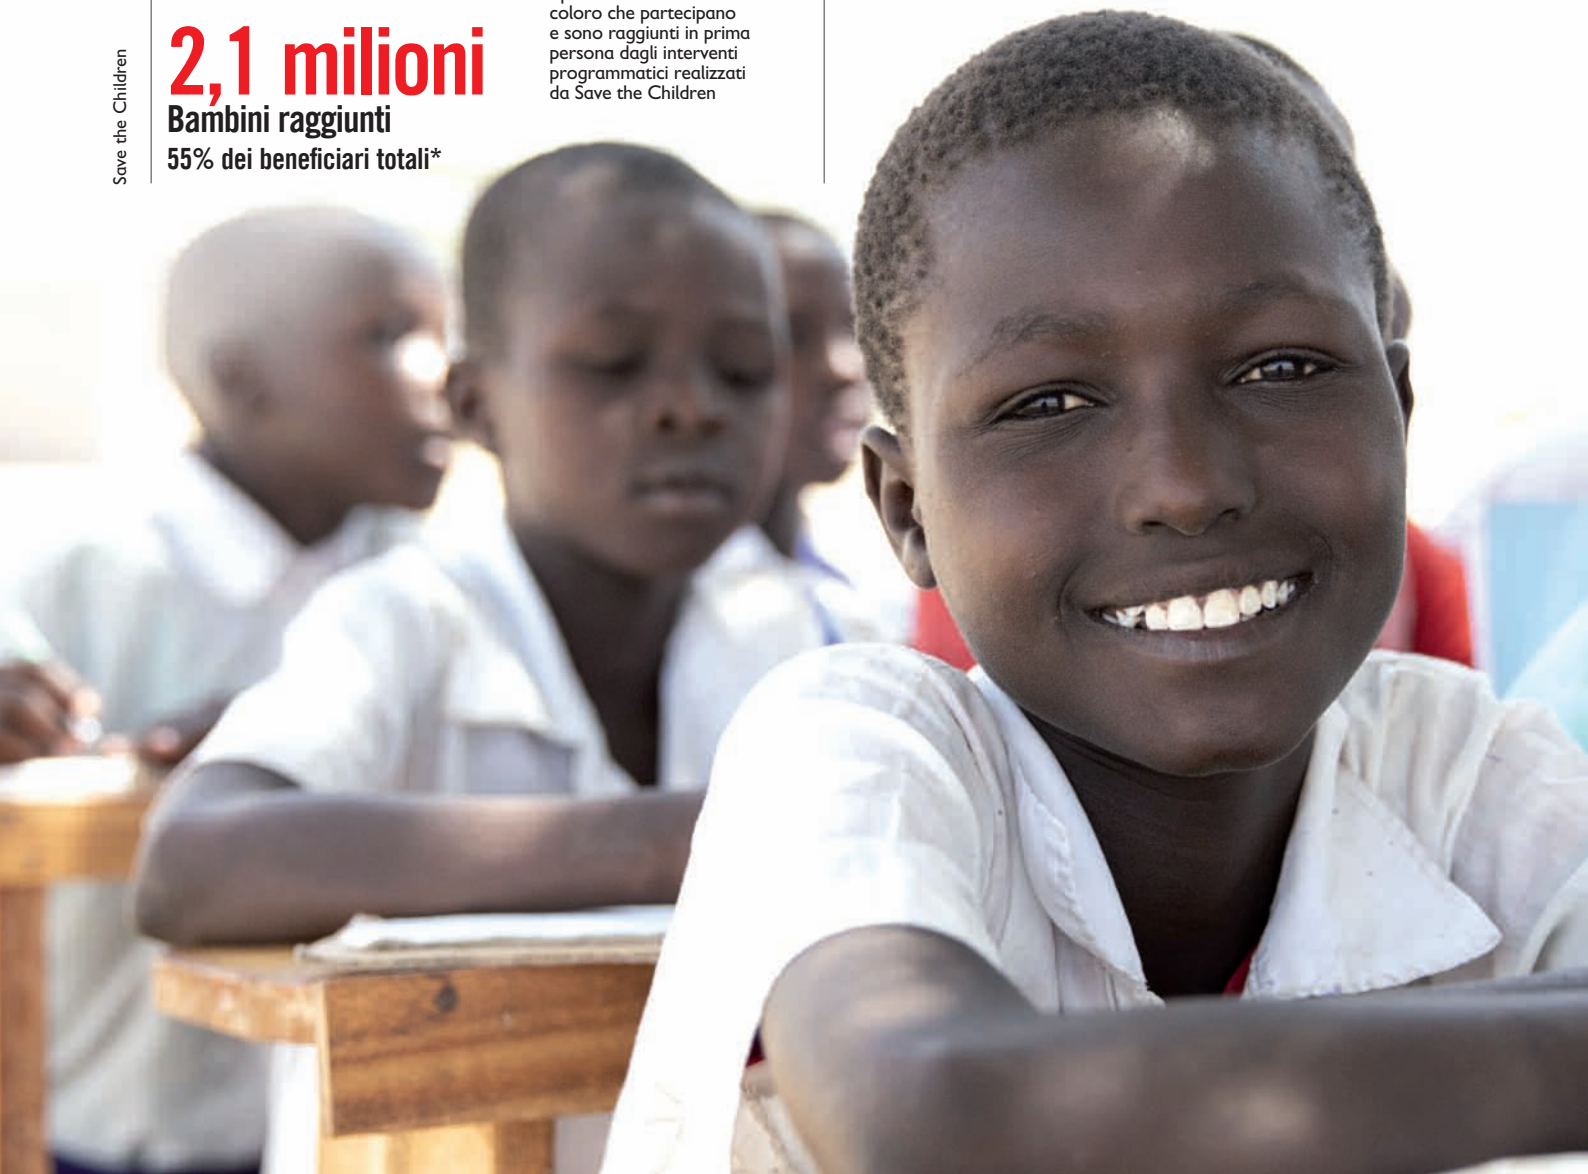 Save the Children
2,1 milioni
Bambini raggiunti
55% dei beneficiari totali*
coloro che partecipano
e sono raggiunti in prima
persona dagli interventi
programmatici realizzati
da Save the Children